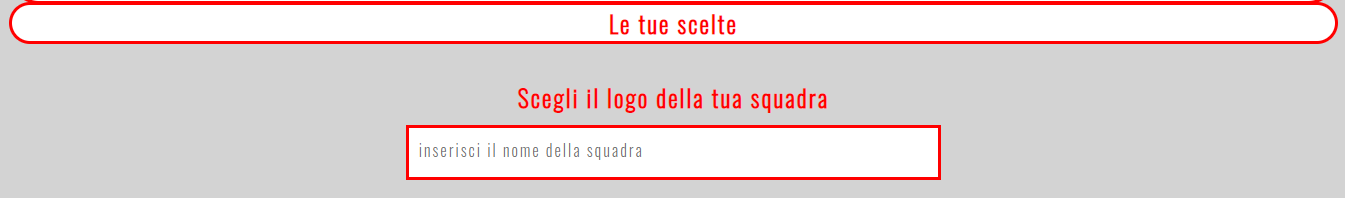 Le tue scelte
Scegli il logo della tua squadra
inserisci il nome della squadra